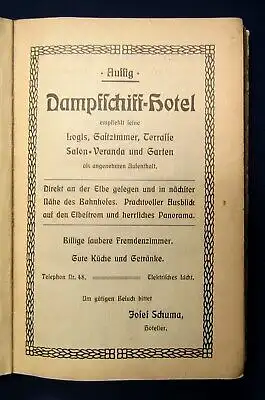 · Aussig ·
Dampfschiff-Hotel
empfiehlt seine
Logis, Gastzimmer, Terrasse
Salon-Veranda und Garten
als angenehmen Aufenthalt.
Direkt an der Elbe gelegen und in nächster
Nähe des Bahnhofes. Prachtvoller Ausblick
auf den Elbestrom und herrliches Panorama.
Billige saubere Fremdenzimmer.
Gute Küche und Getränke.
Telephon Nr. 48. Elektrisches Licht.
Um gütigen Besuch bittet
Josef Schuma,
Hotelier.